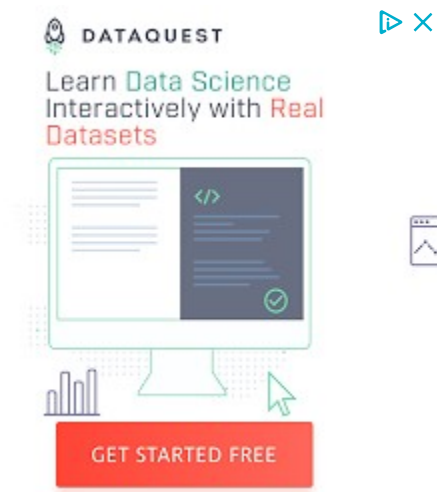 DATAQUEST
Learn Data Science
Interactively with Real
Datasets
</>
GET STARTED FREE